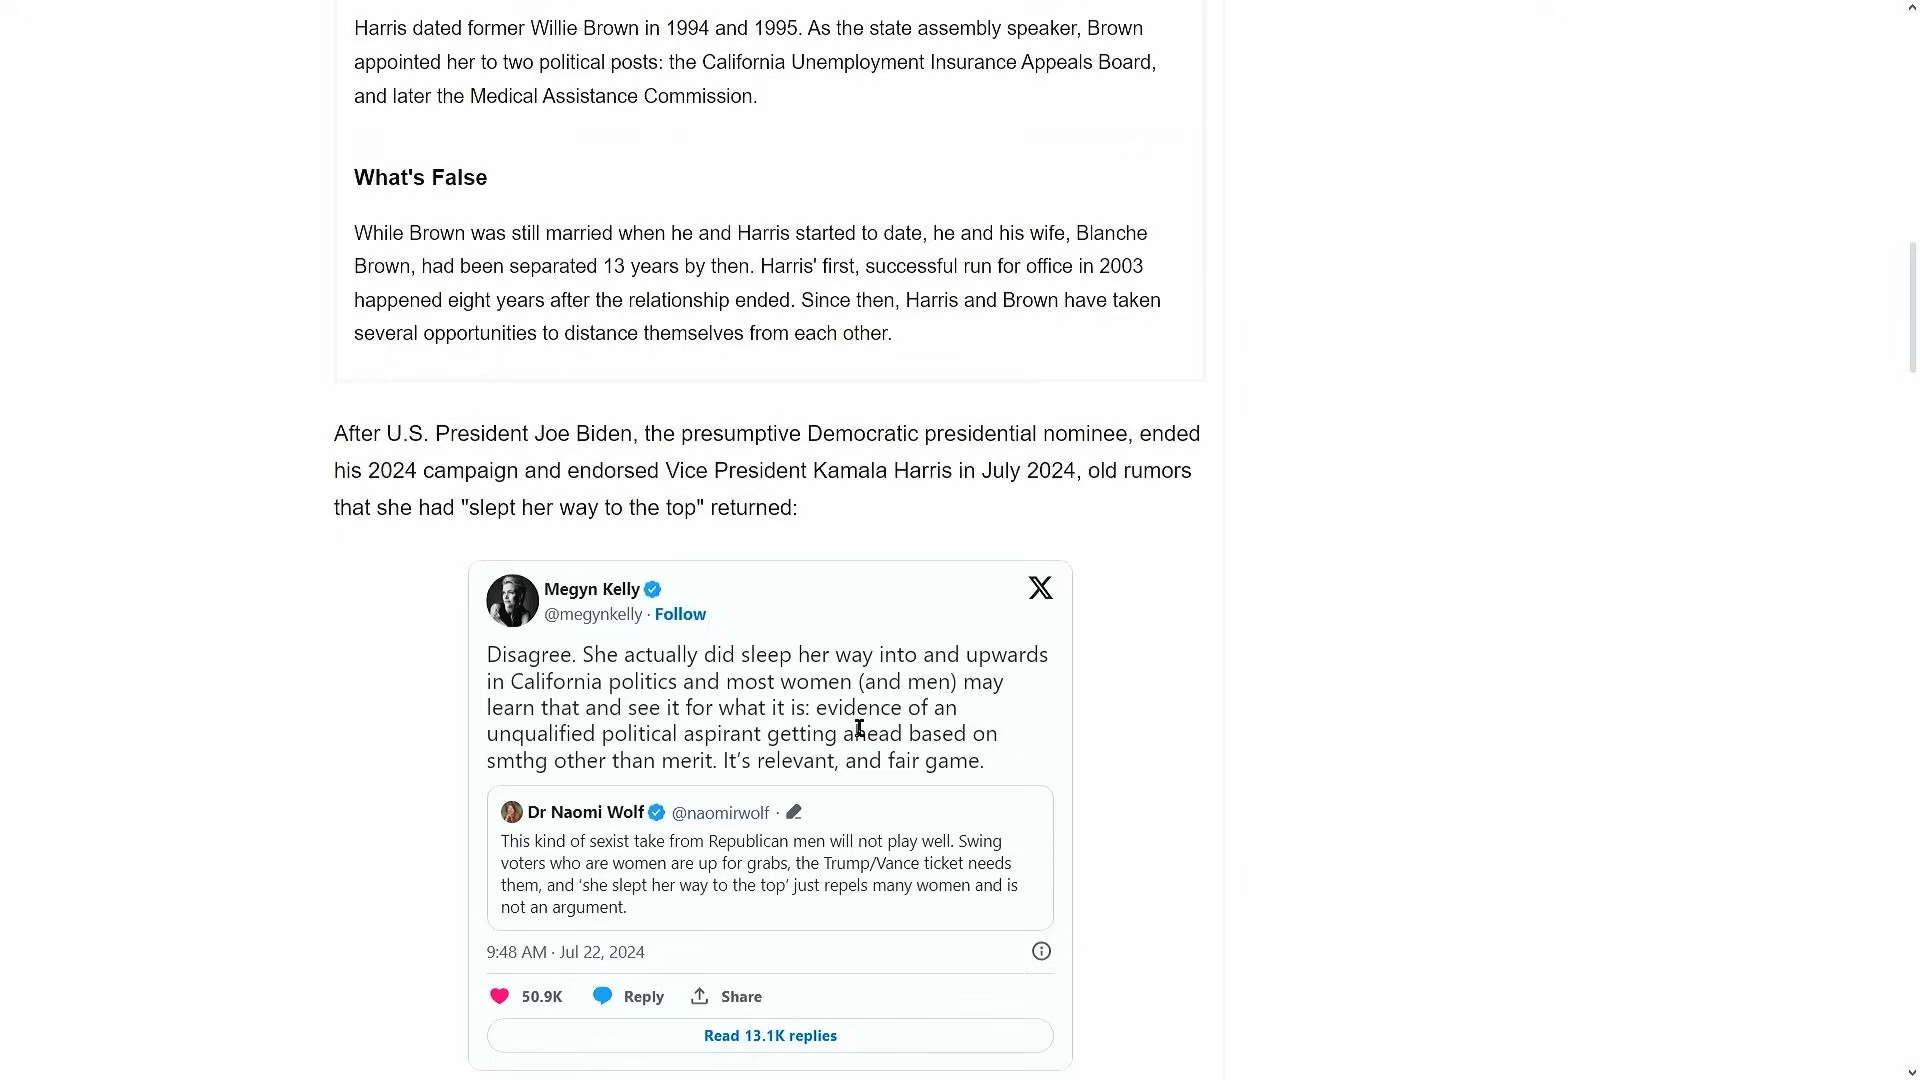 Harris dated former Willie Brown in 1994 and 1995. As the state assembly speaker, Brown
appointed her to two political posts: the California Unemployment Insurance Appeals Board,
and later the Medical Assistance Commission.
What's False
While Brown was still married when he and Harris started to date, he and his wife, Blanche
Brown, had been separated 13 years by then. Harris' first, successful run for office in 2003
happened eight years after the relationship ended. Since then, Harris and Brown have taken
several opportunities to distance themselves from each other.
After U.S. President Joe Biden, the presumptive Democratic presidential nominee, ended
his 2024 campaign and endorsed Vice President Kamala Harris in July 2024, old rumors
that she had "slept her way to the top" returned:
Megyn Kelly
@megynkelly · Follow
Disagree. She actually did sleep her way into and upwards
in California politics and most women (and men) may
learn that and see it for what it is: evidence of an
unqualified political aspirant getting ahead based on
smthg other than merit. It’s relevant, and fair game.
Dr Naomi Wolf @naomirwolf ·
This kind of sexist take from Republican men will not play well. Swing
voters who are women are up for grabs, the Trump/Vance ticket needs
them, and ‘she slept her way to the top’ just repels many women and is
not an argument.
9:48 AM · Jul 22, 2024
50.9K Reply Share
Read 13.1K replies